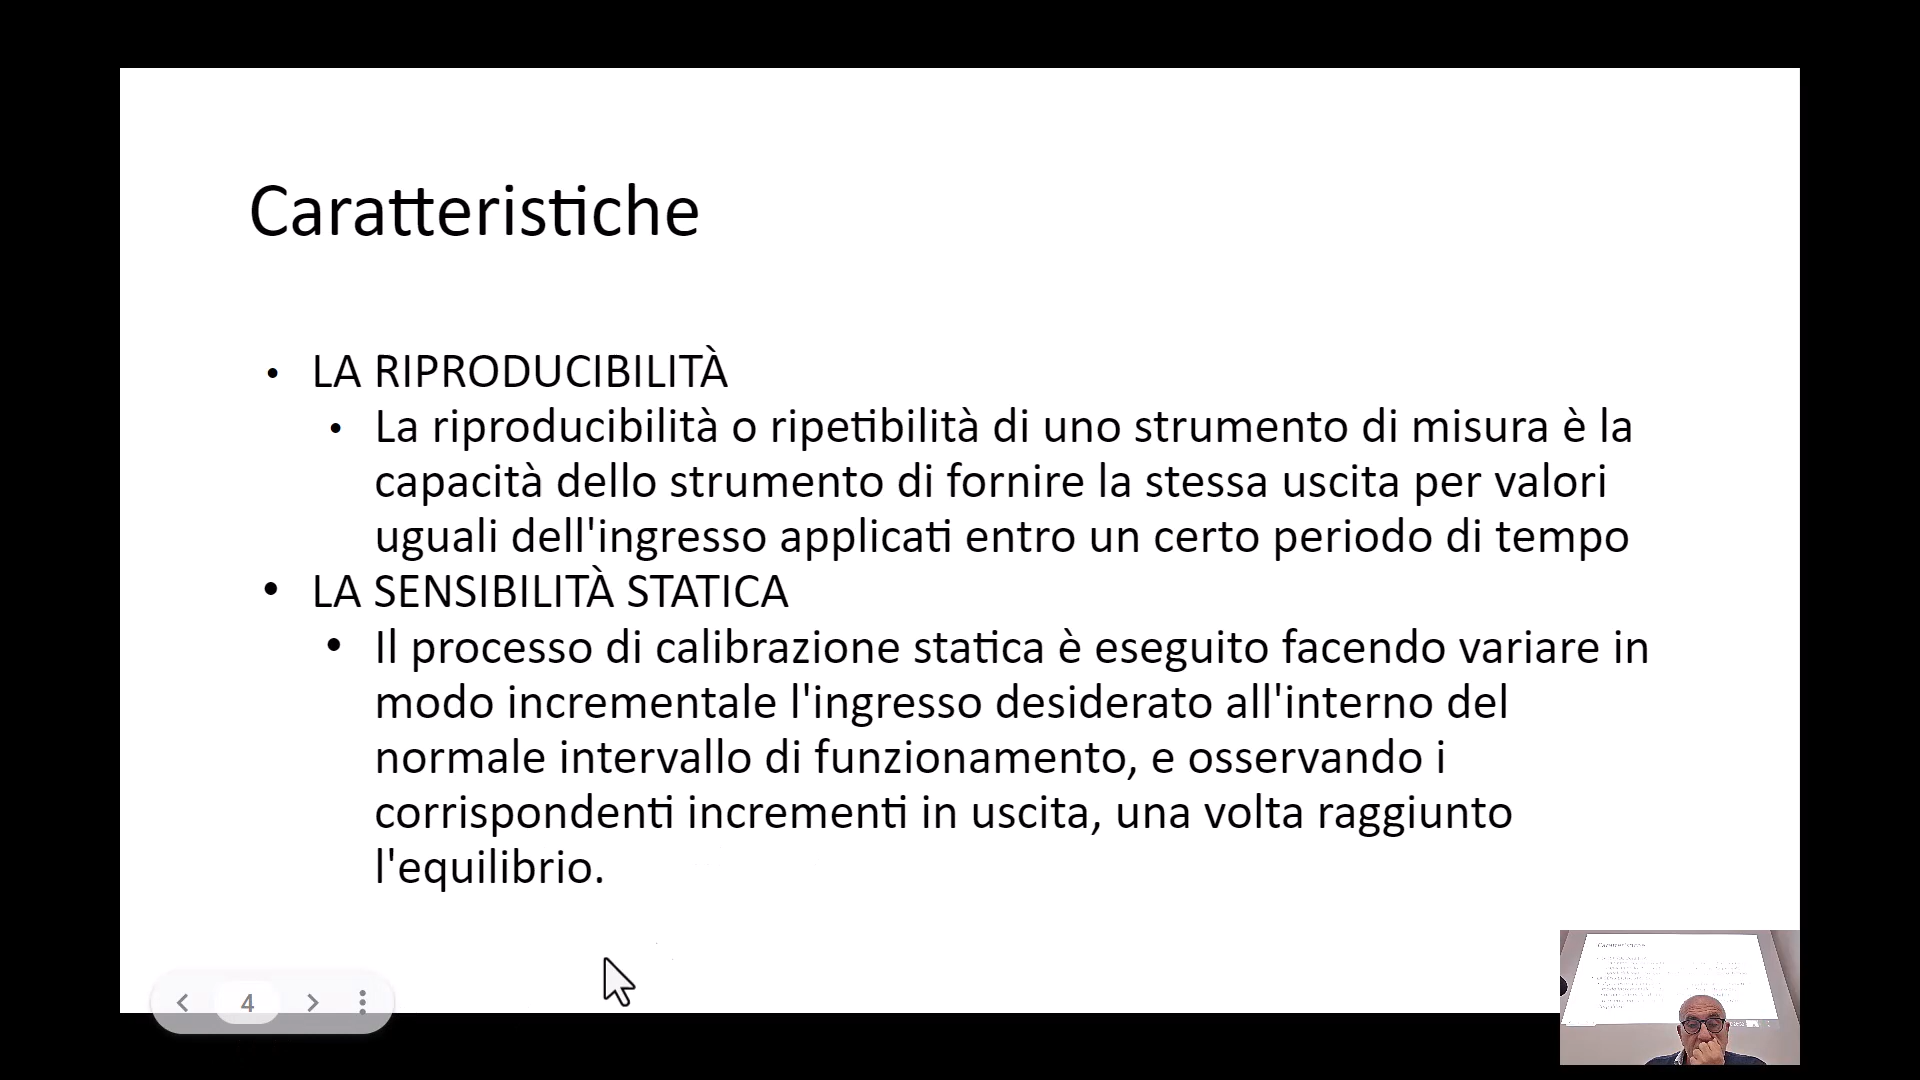 Caratteristiche
• LA RIPRODUCIBILITÀ
• La riproducibilità o ripetibilità di uno strumento di misura è la
capacità dello strumento di fornire la stessa uscita per valori
uguali dell'ingresso applicati entro un certo periodo di tempo
• LA SENSIBILITÀ STATICA
• Il processo di calibrazione statica è eseguito facendo variare in
modo incrementale l'ingresso desiderato all'interno del
normale intervallo di funzionamento, e osservando i
corrispondenti incrementi in uscita, una volta raggiunto
l'equilibrio.
4
Caratteristiche